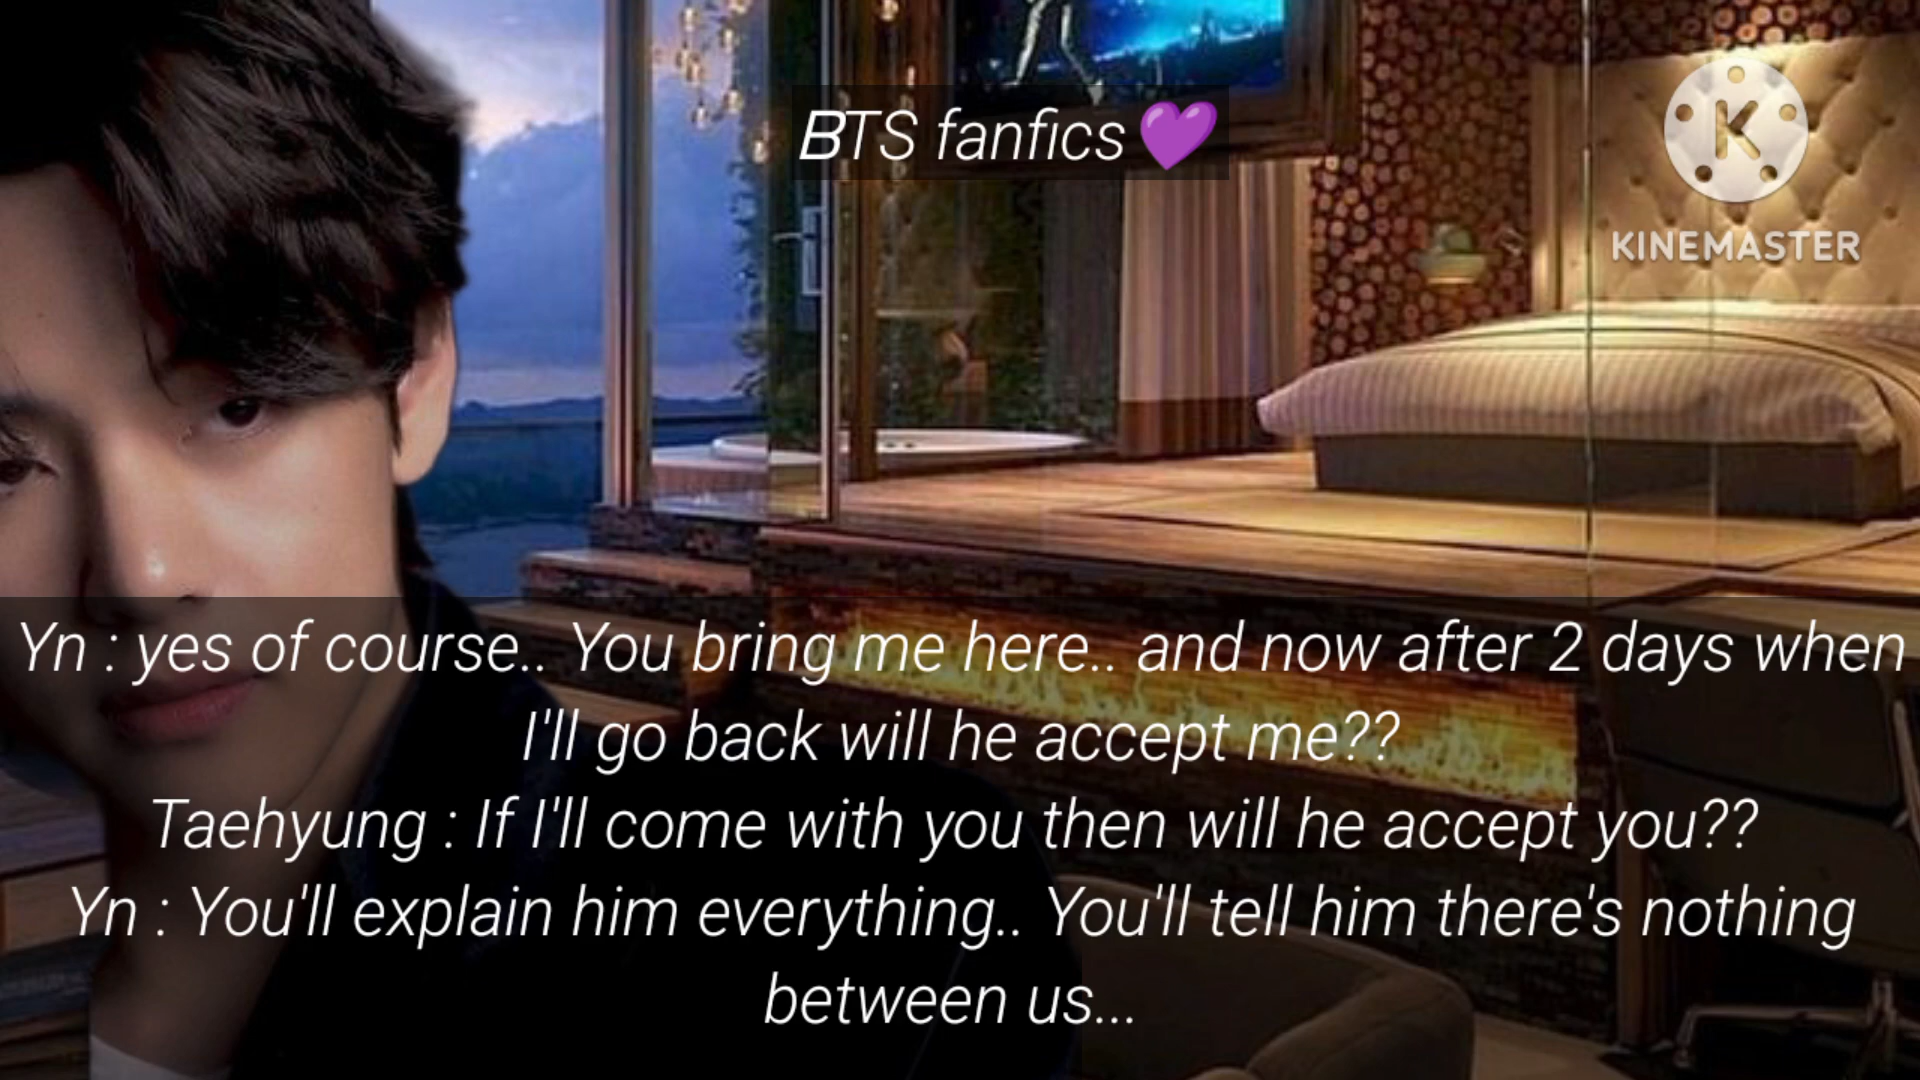 BTS fanfics💜
KINEMASTER
Yn : yes of course.. You bring me here.. and now after 2 days when
I'll go back will he accept me??
Taehyung : If I'll come with you then will he accept you??
Yn : You'll explain him everything.. You'll tell him there's nothing
between us...